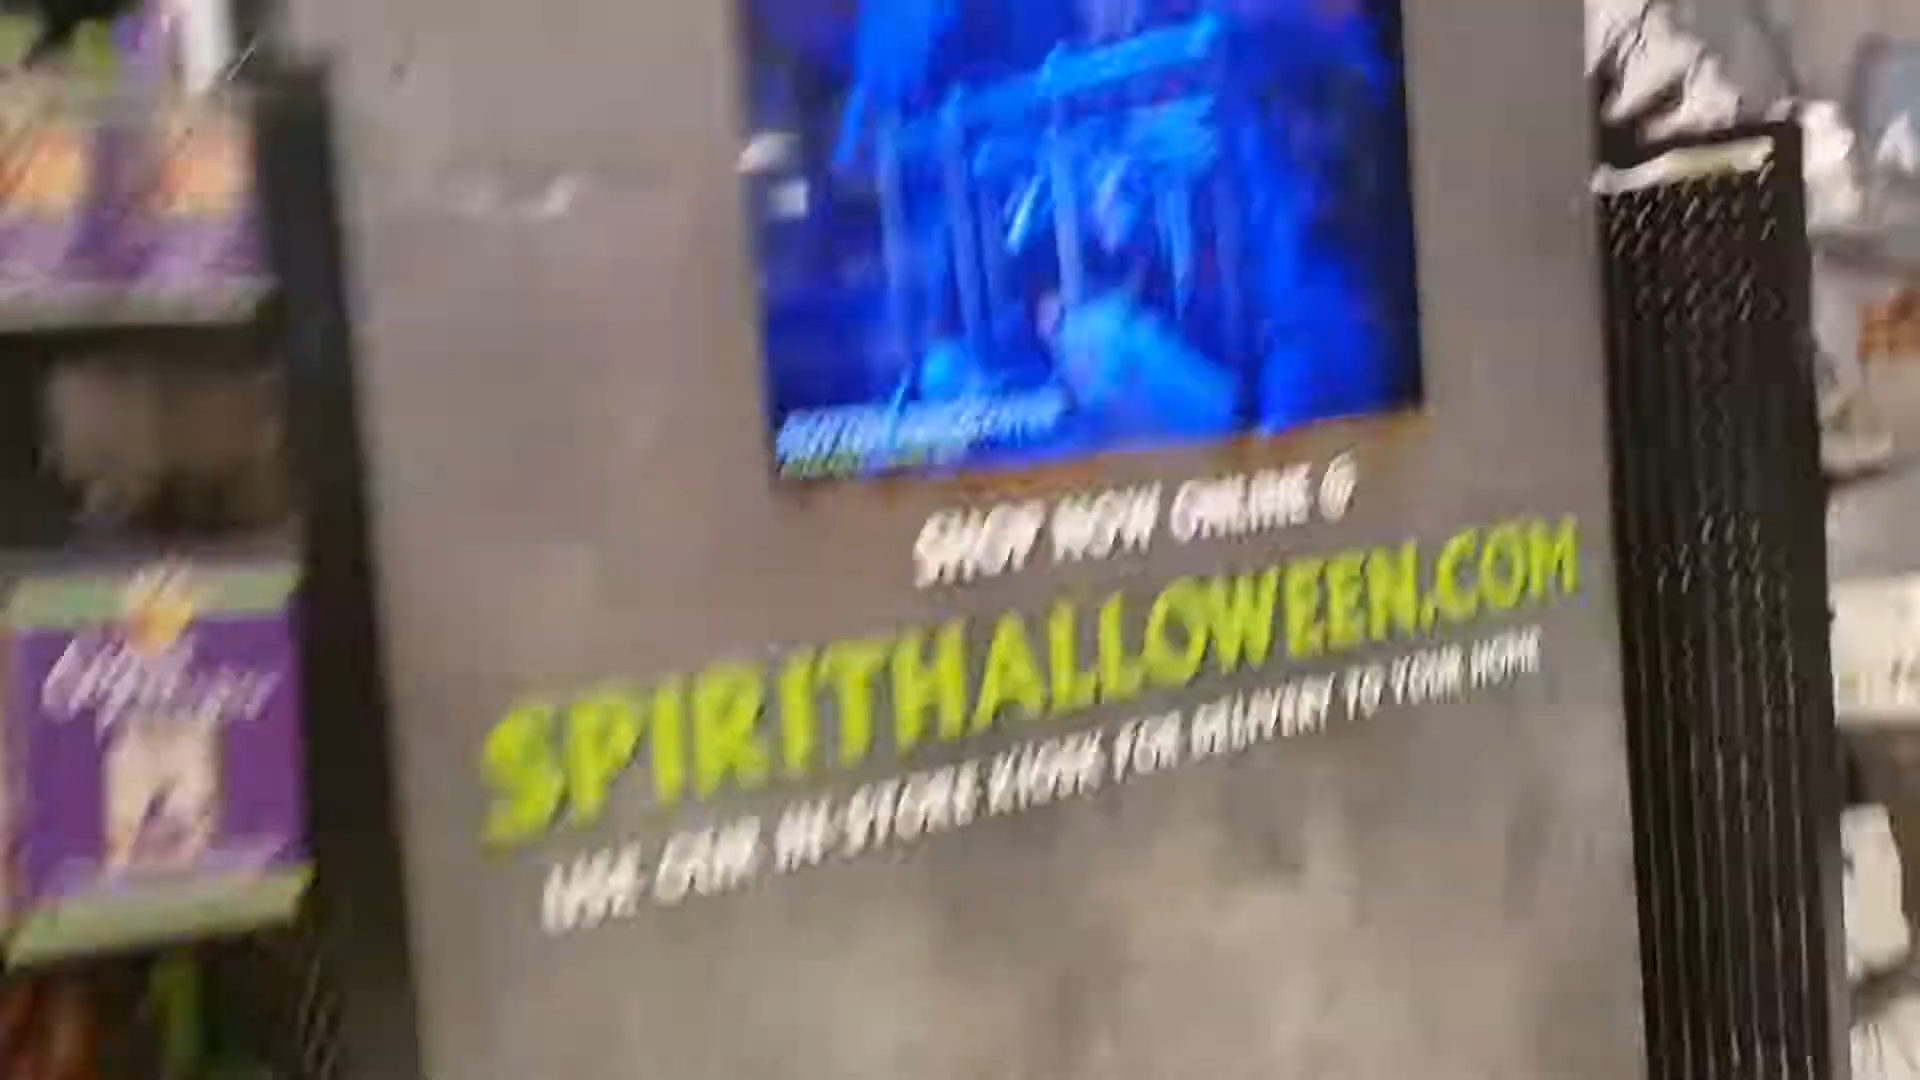 SHOP NOW ONLINE @
SPIRITHALLOWEEN.COM
USE OUR IN-STORE KIOSK FOR DELIVERY TO YOUR HOME